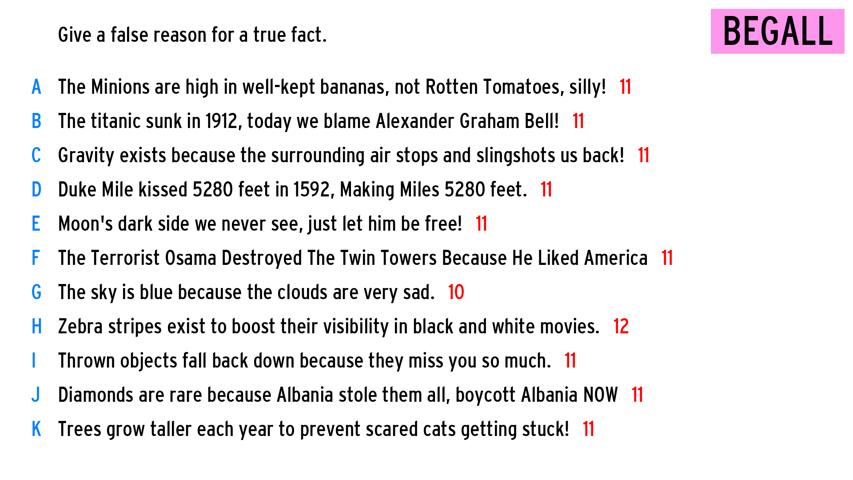 Give a false reason for a true fact.
BEGALL
A The Minions are high in well-kept bananas, not Rotten Tomatoes, silly! 11
B The titanic sunk in 1912, today we blame Alexander Graham Bell! 11
C Gravity exists because the surrounding air stops and slingshots us back! 11
D Duke Mile kissed 5280 feet in 1592, Making Miles 5280 feet. 11
E Moon's dark side we never see, just let him be free! 11
F The Terrorist Osama Destroyed The Twin Towers Because He Liked America 11
G The sky is blue because the clouds are very sad. 10
H Zebra stripes exist to boost their visibility in black and white movies. 12
I Thrown objects fall back down because they miss you so much. 11
J Diamonds are rare because Albania stole them all, boycott Albania NOW 11
K Trees grow taller each year to prevent scared cats getting stuck! 11